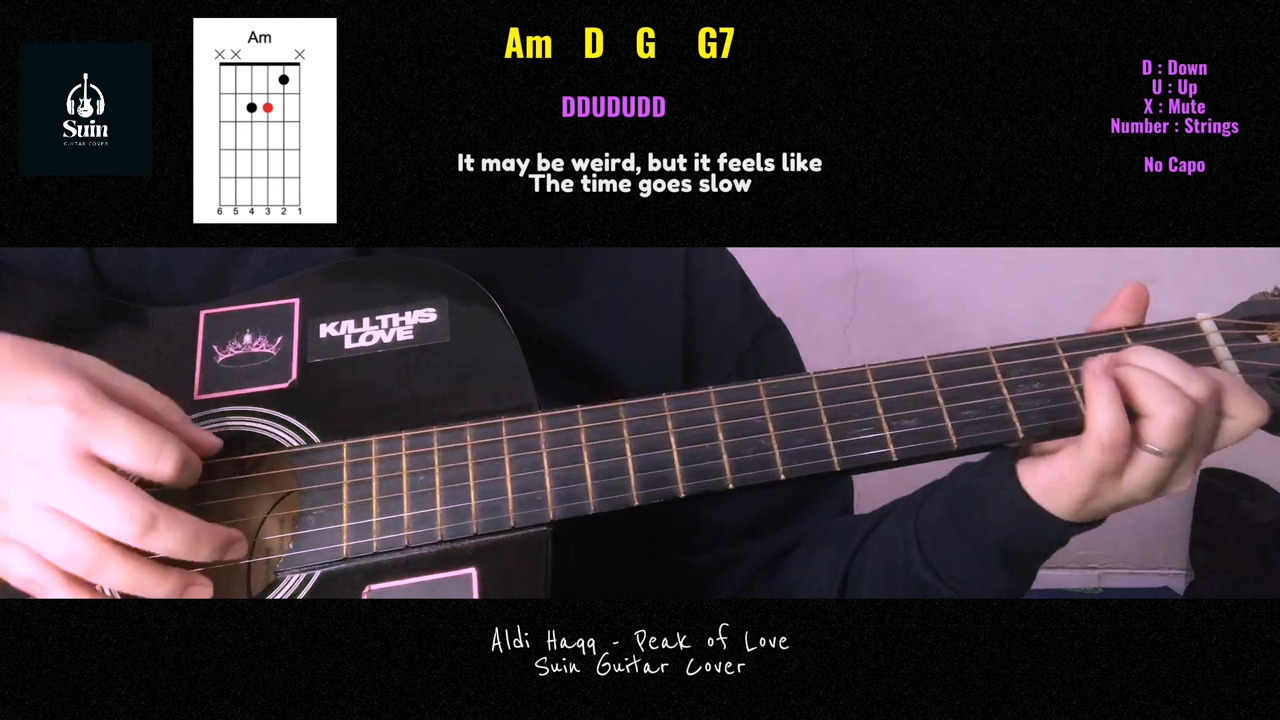 Suin
GUITAR COVER
Am
6 5 4 3 2 1
Am D G G7
DDUDUDD
It may be weird, but it feels like
The time goes slow
D : Down
U : Up
X : Mute
Number : Strings
No Capo
KILL THIS
LOVE
Aldi Haqq - Peak of Love
Suin Guitar Cover